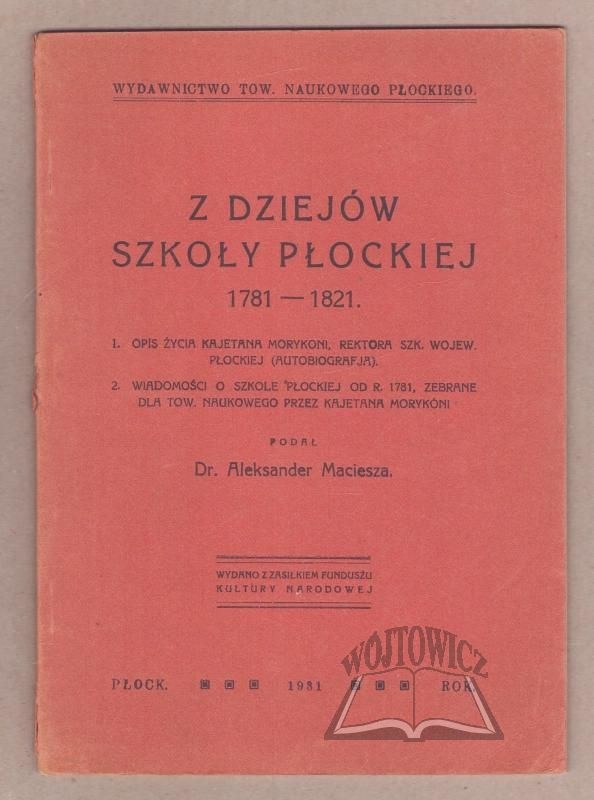 WYDAWNICTWO TOW. NAUKOWEGO PŁOCKIEGO.
Z DZIEJÓW
SZKOŁY PŁOCKIEJ
1781 — 1821.
1. OPIS ŻYCIA KAJETANA MORYKONI, REKTORA SZK. WOJEW.
PŁOCKIEJ (AUTOBIOGRAFJA).
2. WIADOMOŚCI O SZKOLE PŁOCKIEJ OD R. 1781, ZEBRANE
DLA TOW. NAUKOWEGO PRZEZ KAJETANA MORYKONI
PODAŁ
Dr. Aleksander Maciesza.
WYDANO Z ZASIŁKIEM FUNDUSZU
KULTURY NARODOWEJ
PŁOCK. 1931 ROK.
WÓJTOWICZ